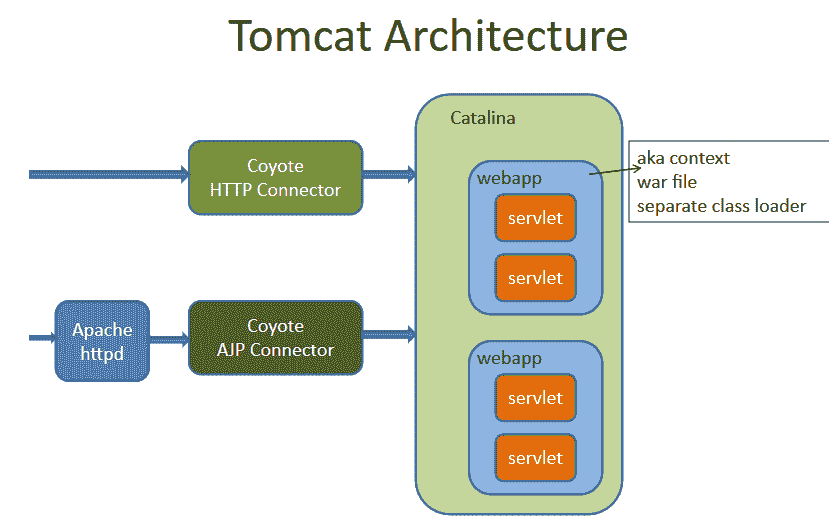 Tomcat Architecture
Catalina
Coyote
HTTP Connector
webapp
servlet
servlet
aka context
war file
separate class loader
Apache
httpd
Coyote
AJP Connector
webapp
servlet
servlet